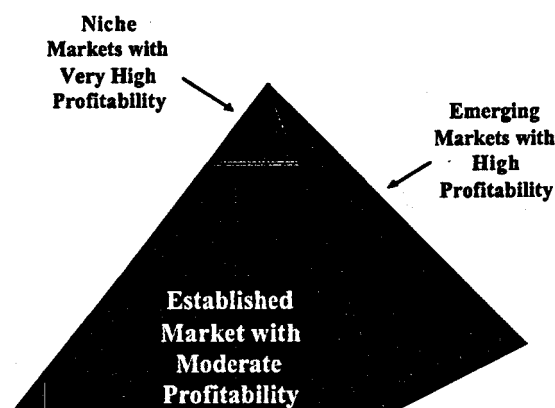 Niche
Markets with
Very High
Profitability
Emerging
Markets with
High
Profitability
Established
Market with
Moderate
Profitability